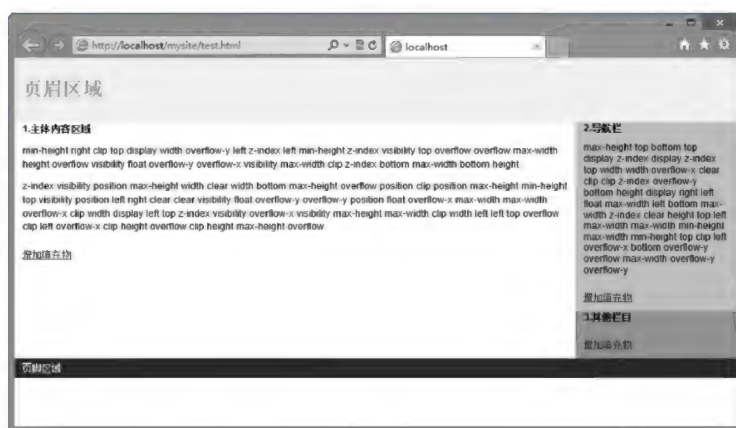 http://localhost/mysite/test.html
localhost
页眉区域
1.主体内容区域
min-height right clip top display width overflow-y left z-index left min-height z-index visibility top overflow overflow max-width
height overflow visibility float overflow-y overflow-x visibility max-width clip z-index bottom max-width bottom height
z-index visibility position max-height width clear width bottom max-height overflow position clip position max-height min-height
top visibility position left right clear clear visibility float overflow-y overflow-y position float overflow-x max-width max-width
overflow-x clip width display left top z-index visibility overflow-x visibility max-height max-width clip width left left top overflow
clip left overflow-x clip height overflow clip height max-height overflow
增加填充物
2.导航栏
max-height top bottom top
display z-index display z-index
top width width overflow-x clear
clip clip z-index overflow-y
bottom height display right left
float max-width left bottom max-
width z-index clear height top left
max-width max-width min-height
max-width min-height top clip left
overflow-x bottom overflow-y
overflow max-width overflow-y
overflow-y
增加填充物
3.其他栏目
增加填充物
页脚区域